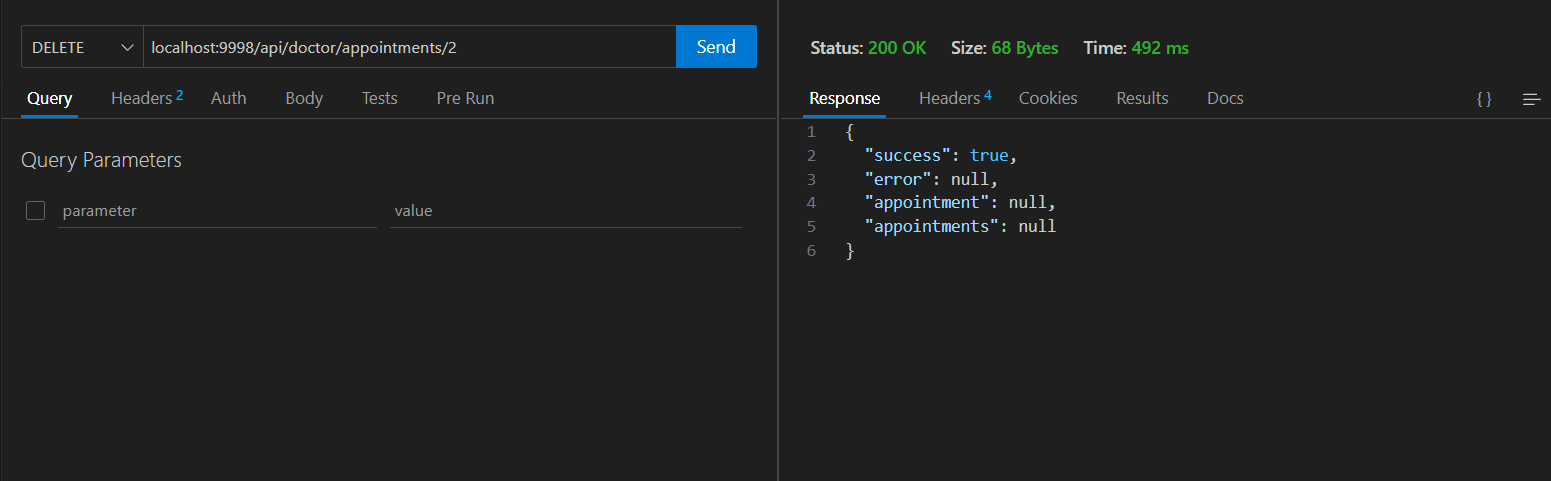 DELETE localhost:9998/api/doctor/appointments/2 Send
Query Headers 2 Auth Body Tests Pre Run
Query Parameters
parameter value
Status: 200 OK Size: 68 Bytes Time: 492 ms
Response Headers 4 Cookies Results Docs { }
1 {
2 "success": true,
3 "error": null,
4 "appointment": null,
5 "appointments": null
6 }